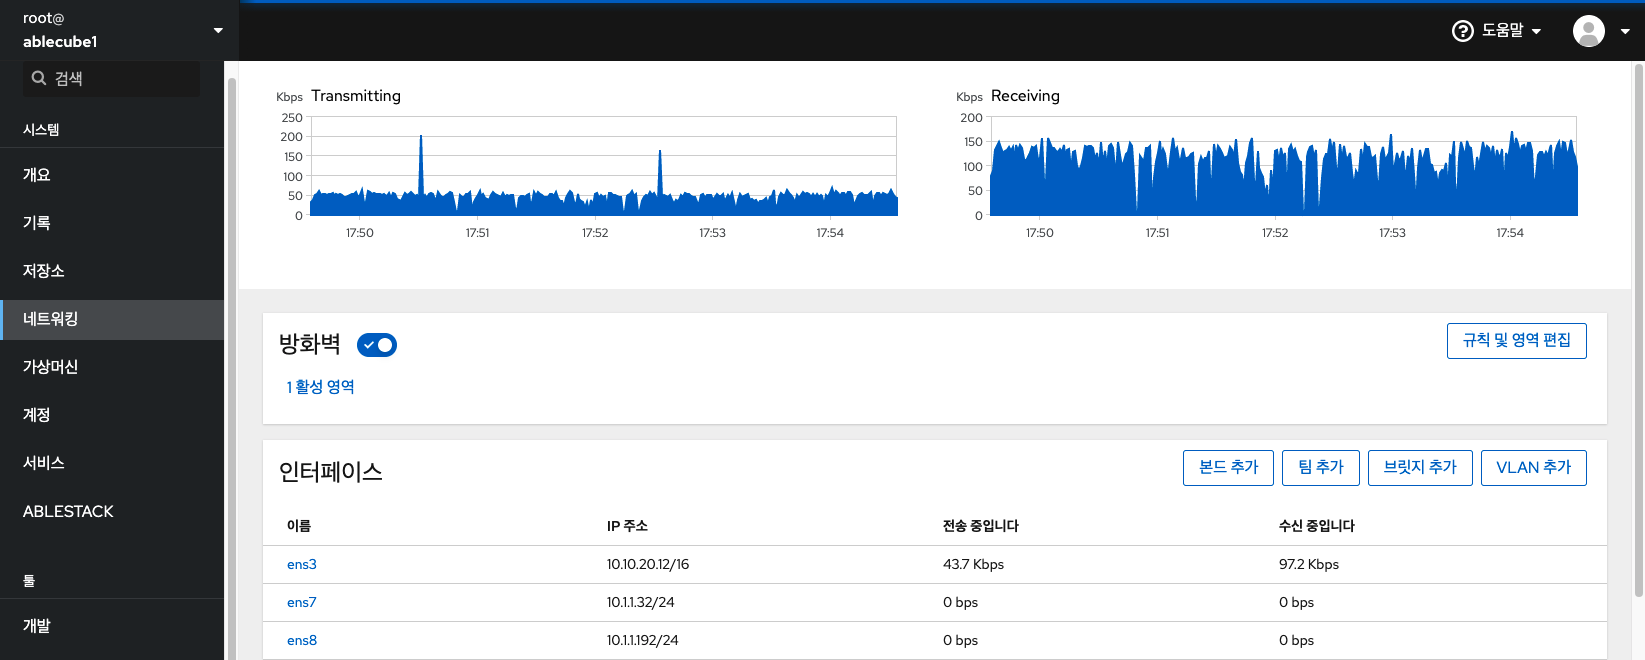 root@
ablecube1
도움말
검색
시스템
개요
기록
저장소
네트워킹
가상머신
계정
서비스
ABLESTACK
툴
개발
Kbps Transmitting
250
200
150
100
50
0
17:50 17:51 17:52 17:53 17:54
Kbps Receiving
200
150
100
50
0
17:50 17:51 17:52 17:53 17:54
방화벽
규칙 및 영역 편집
1 활성 영역
인터페이스
본드 추가 팀 추가 브릿지 추가 VLAN 추가
이름 IP 주소 전송 중입니다 수신 중입니다
ens3 10.10.20.12/16 43.7 Kbps 97.2 Kbps
ens7 10.1.1.32/24 0 bps 0 bps
ens8 10.1.1.192/24 0 bps 0 bps